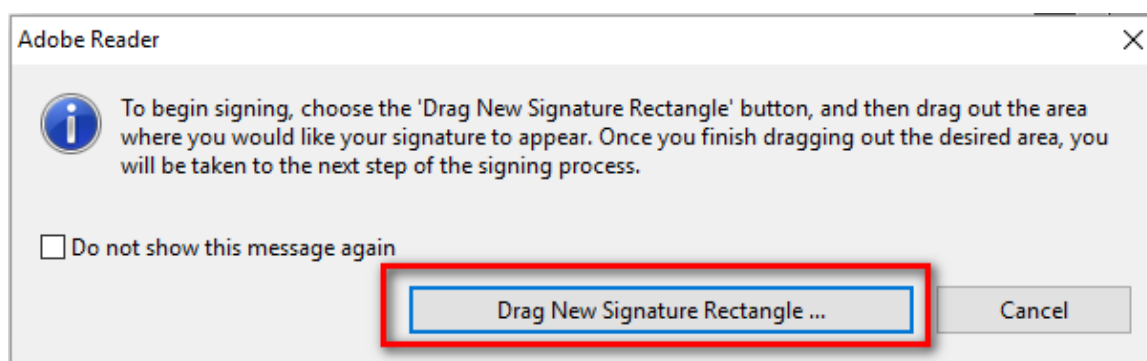 Adobe Reader
To begin signing, choose the 'Drag New Signature Rectangle' button, and then drag out the area
where you would like your signature to appear. Once you finish dragging out the desired area, you
will be taken to the next step of the signing process.
Do not show this message again
Drag New Signature Rectangle ...
Cancel